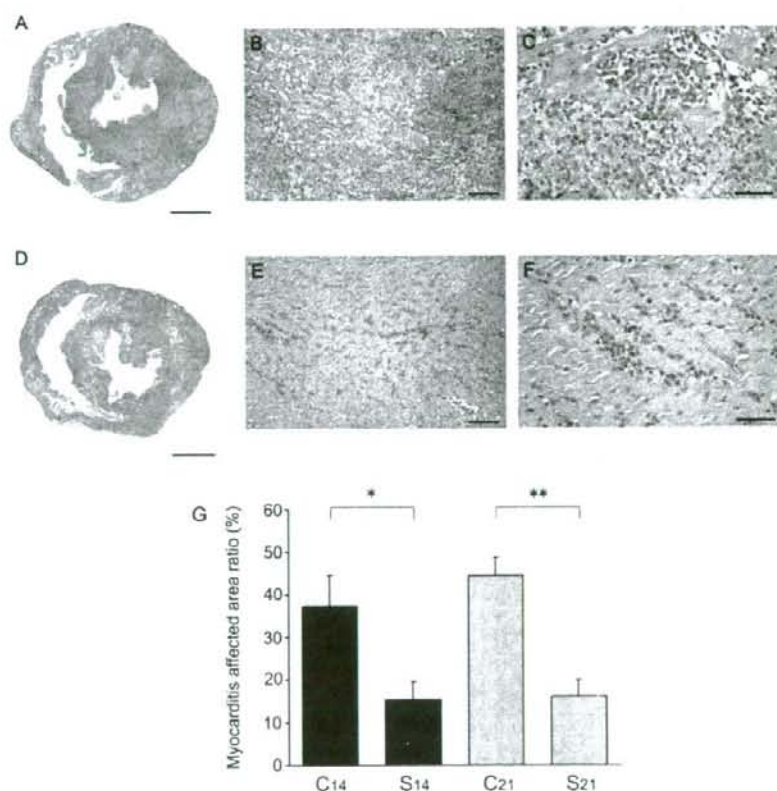 A
B
C
D
E
F
G
* **
Myocarditis affected area ratio (%)
60
50
40
30
20
10
0
C14 S14 C21 S21